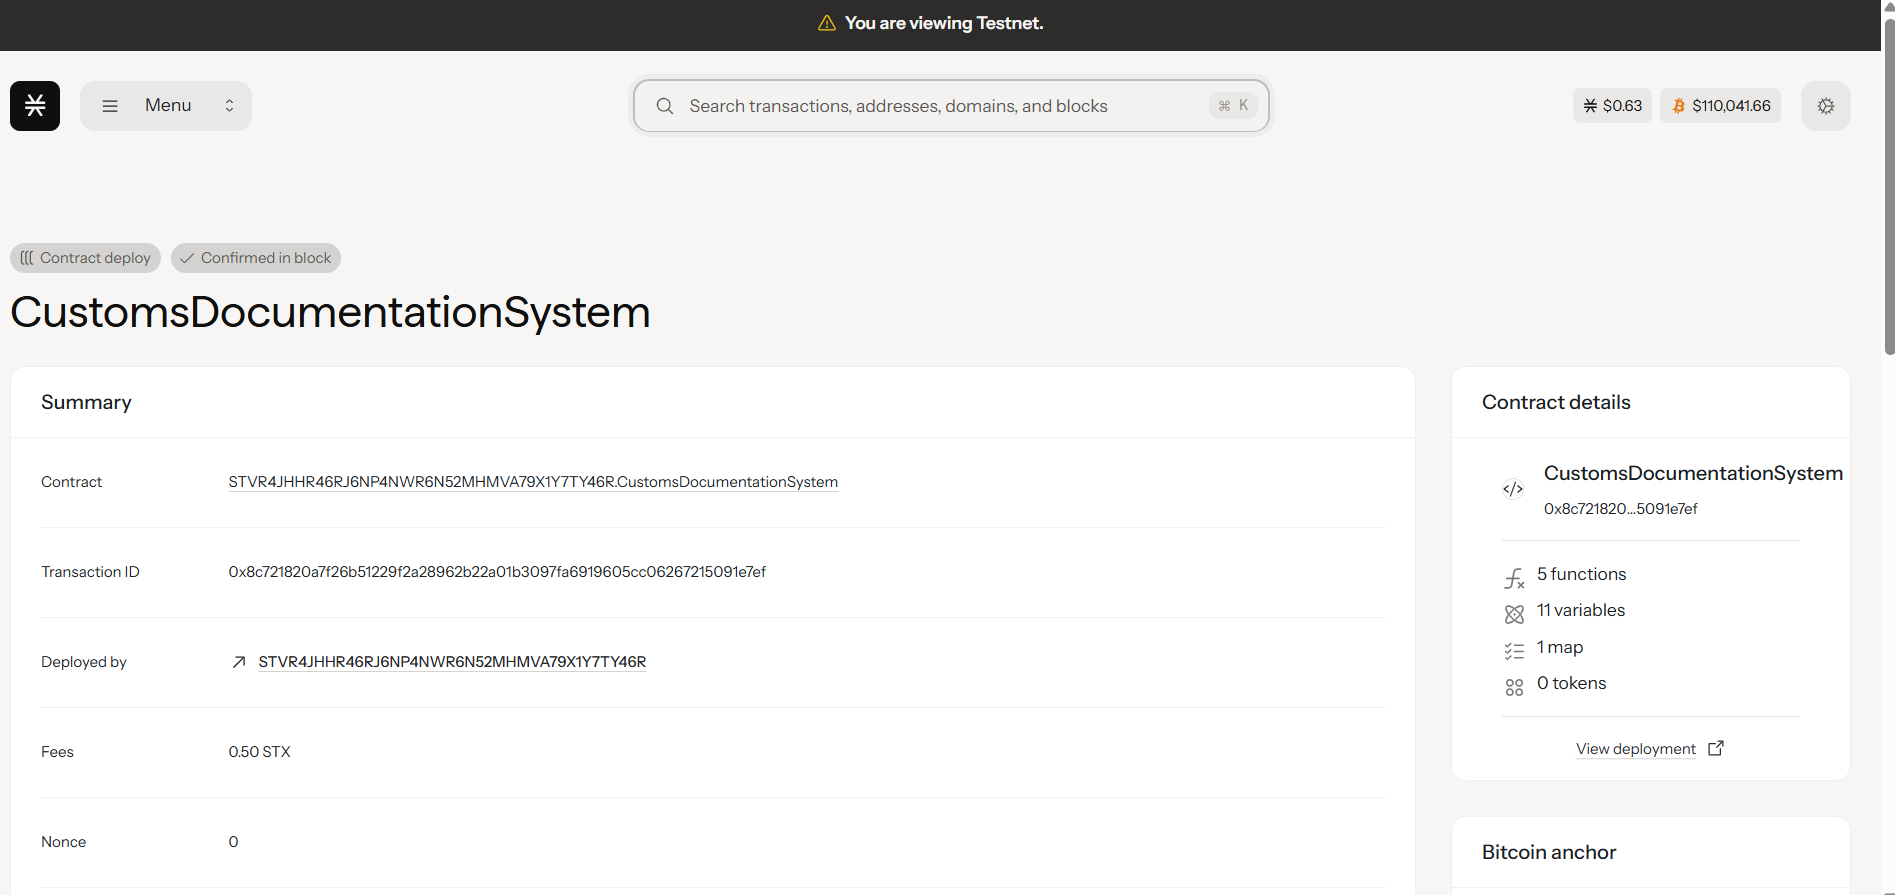 You are viewing Testnet.
Menu
Search transactions, addresses, domains, and blocks
⌘ K
$0.63
$110,041.66
Contract deploy
Confirmed in block
CustomsDocumentationSystem
Summary
Contract
STVR4JHHR46RJ6NP4NWR6N52MHMVA79X1Y7TY46R.CustomsDocumentationSystem
Transaction ID
0x8c721820a7f26b51229f2a28962b22a01b3097fa6919605cc06267215091e7ef
Deployed by
STVR4JHHR46RJ6NP4NWR6N52MHMVA79X1Y7TY46R
Fees
0.50 STX
Nonce
0
Contract details
CustomsDocumentationSystem
0x8c721820...5091e7ef
5 functions
11 variables
1 map
0 tokens
View deployment
Bitcoin anchor